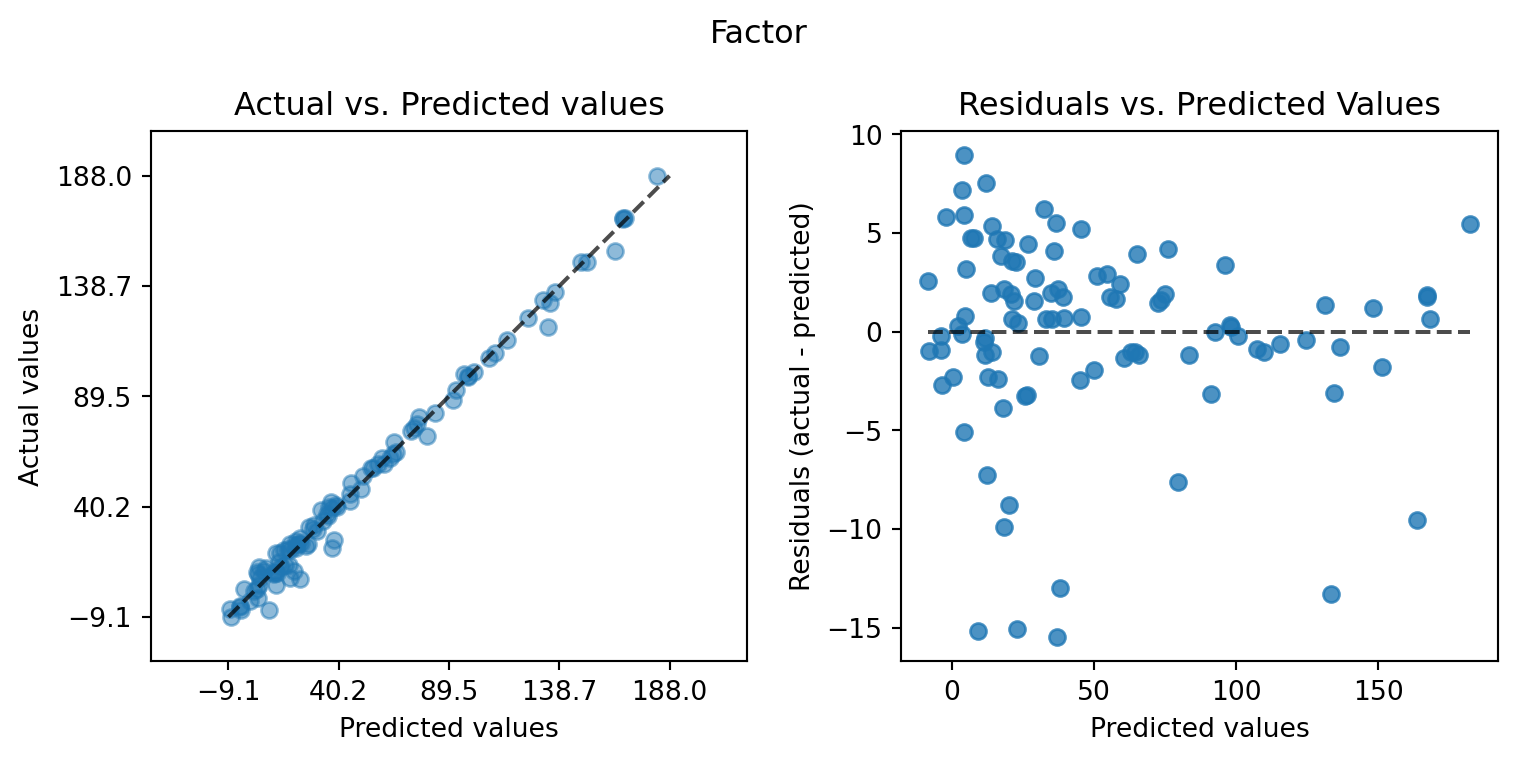 Factor
Actual vs. Predicted values
Actual values
188.0
138.7
89.5
40.2
−9.1
−9.1 40.2 89.5 138.7 188.0
Predicted values
Residuals vs. Predicted Values
Residuals (actual - predicted)
10
5
0
−5
−10
−15
0 50 100 150
Predicted values